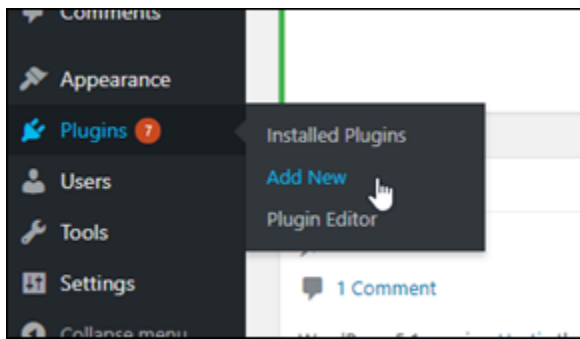 Comments
Appearance
Plugins 7
Installed Plugins
Add New
Plugin Editor
Users
Tools
Settings
1 Comment
Collapse menu